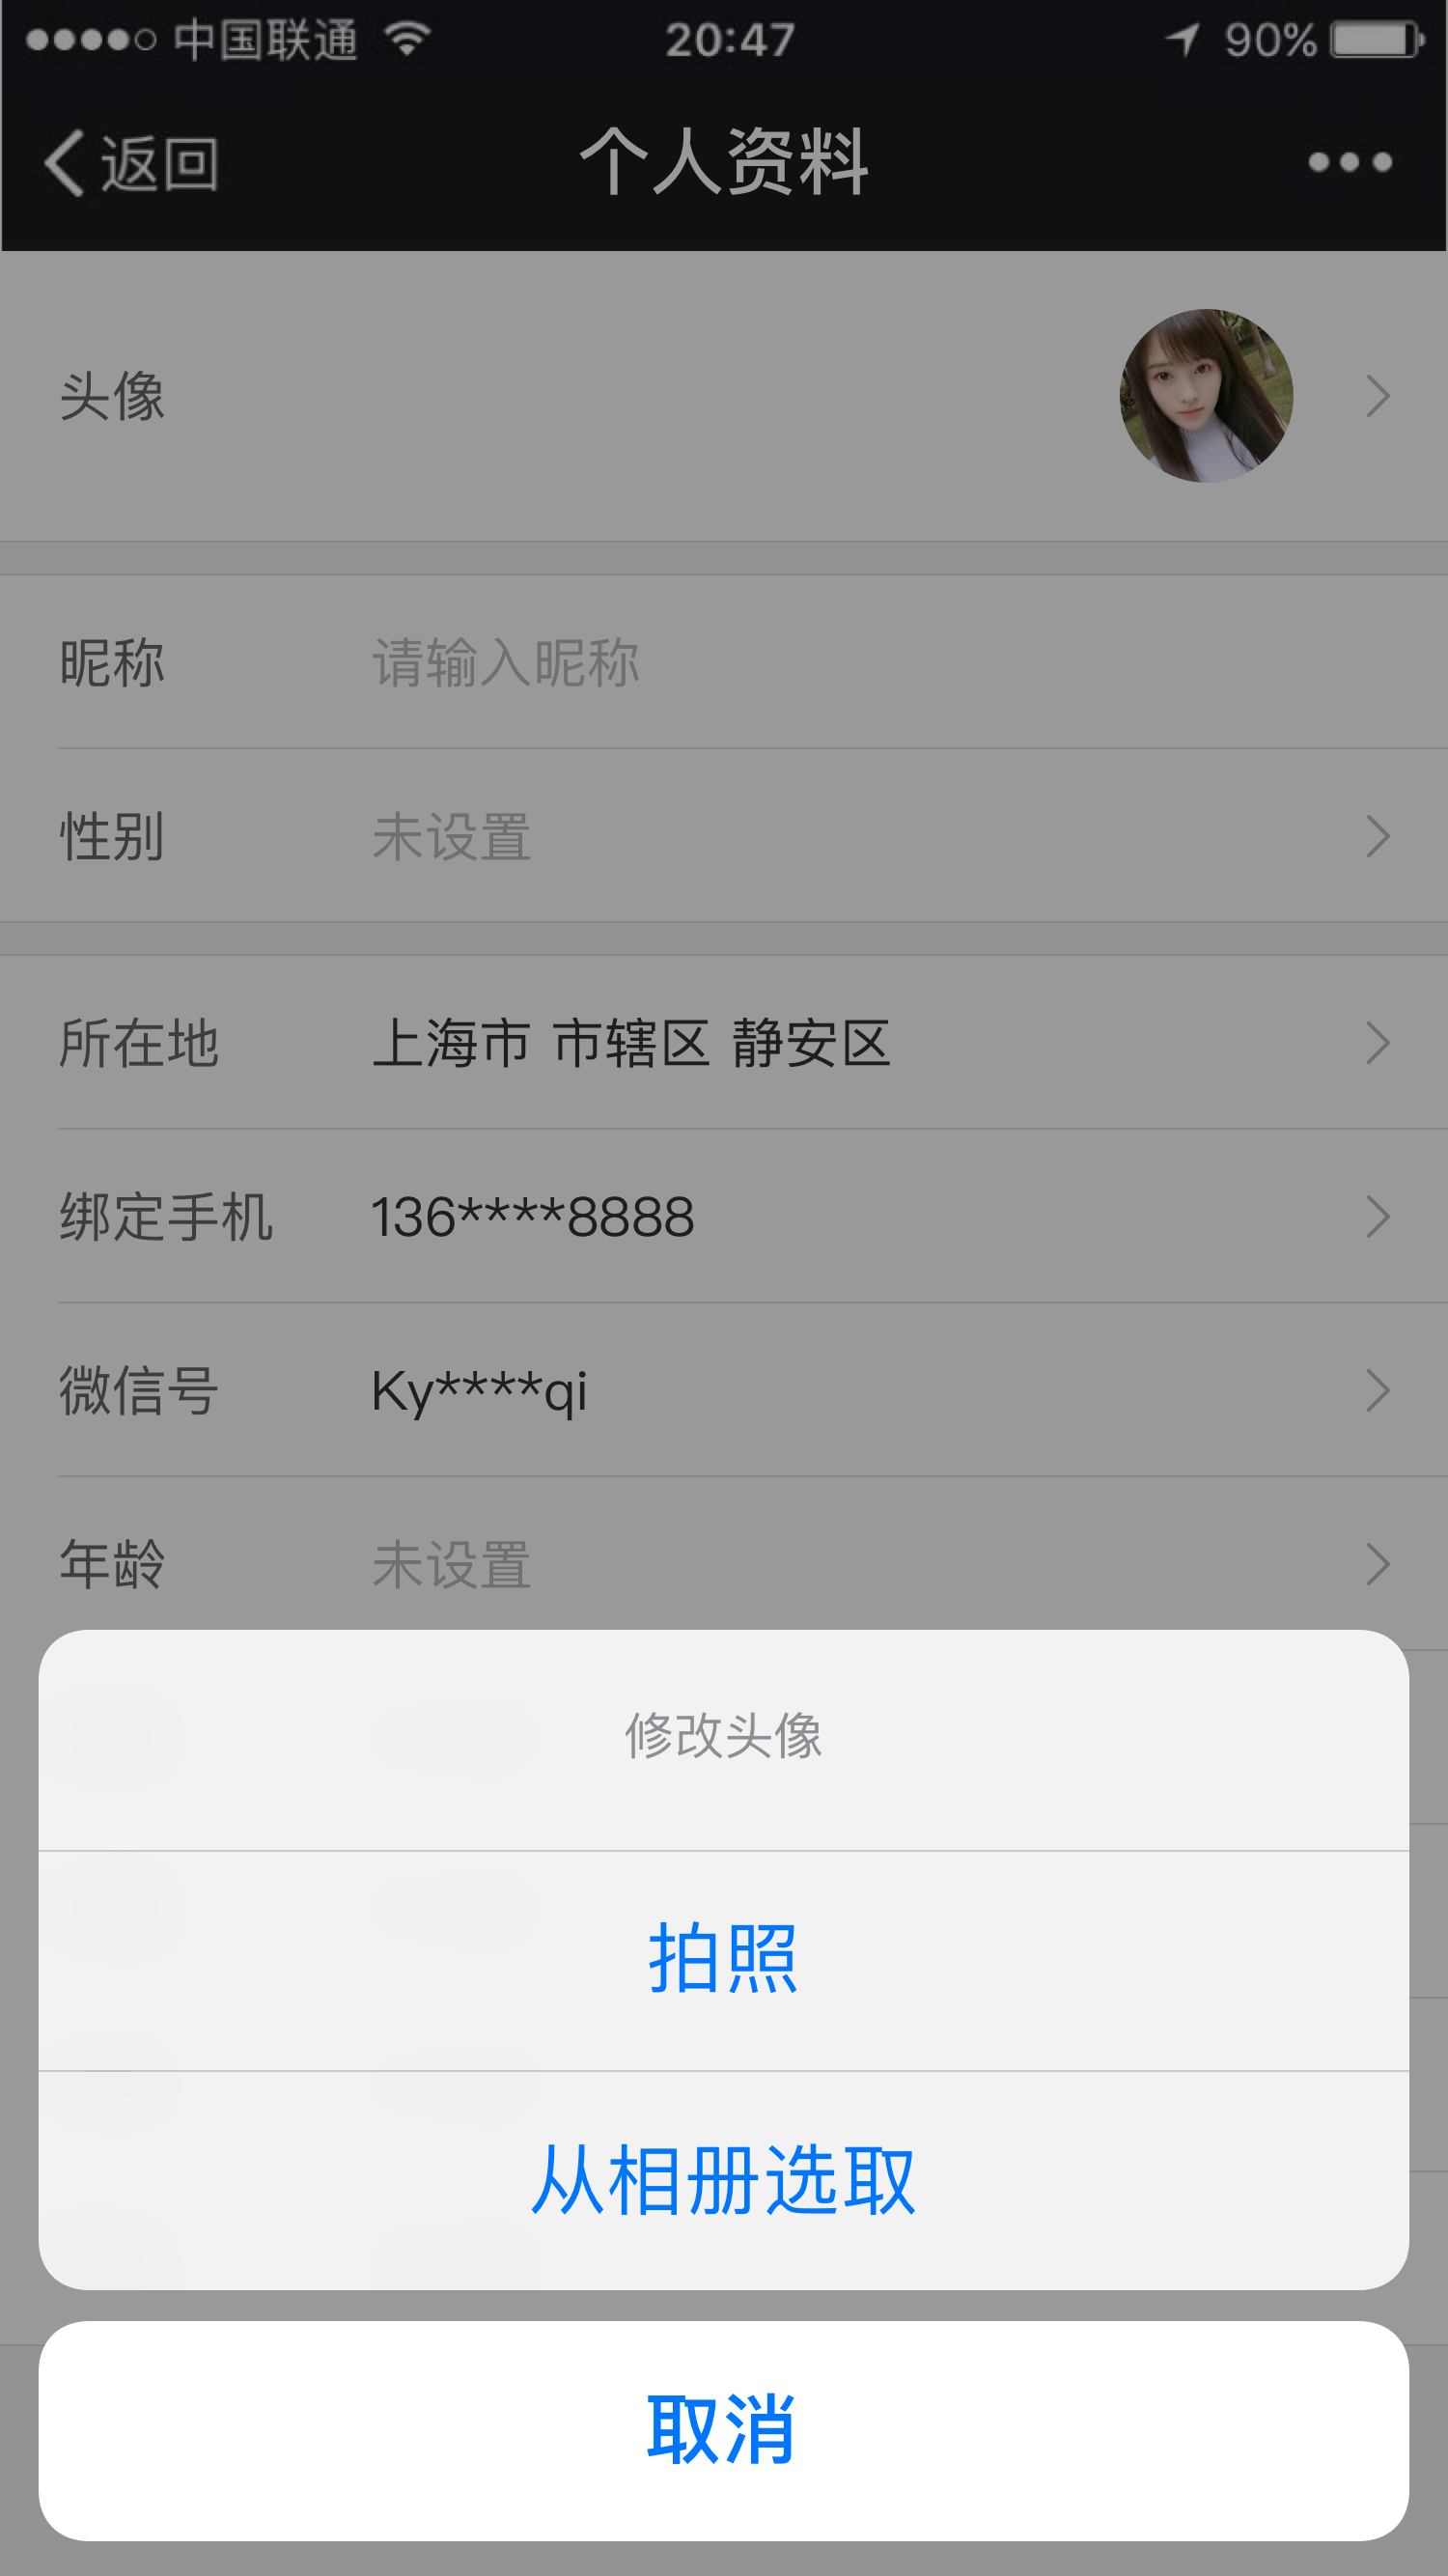 中国联通 20:47 90%
返回 个人资料
头像
昵称 请输入昵称
性别 未设置
所在地 上海市 市辖区 静安区
绑定手机 136****8888
微信号 Ky****qi
年龄 未设置
修改头像
拍照
从相册选取
取消